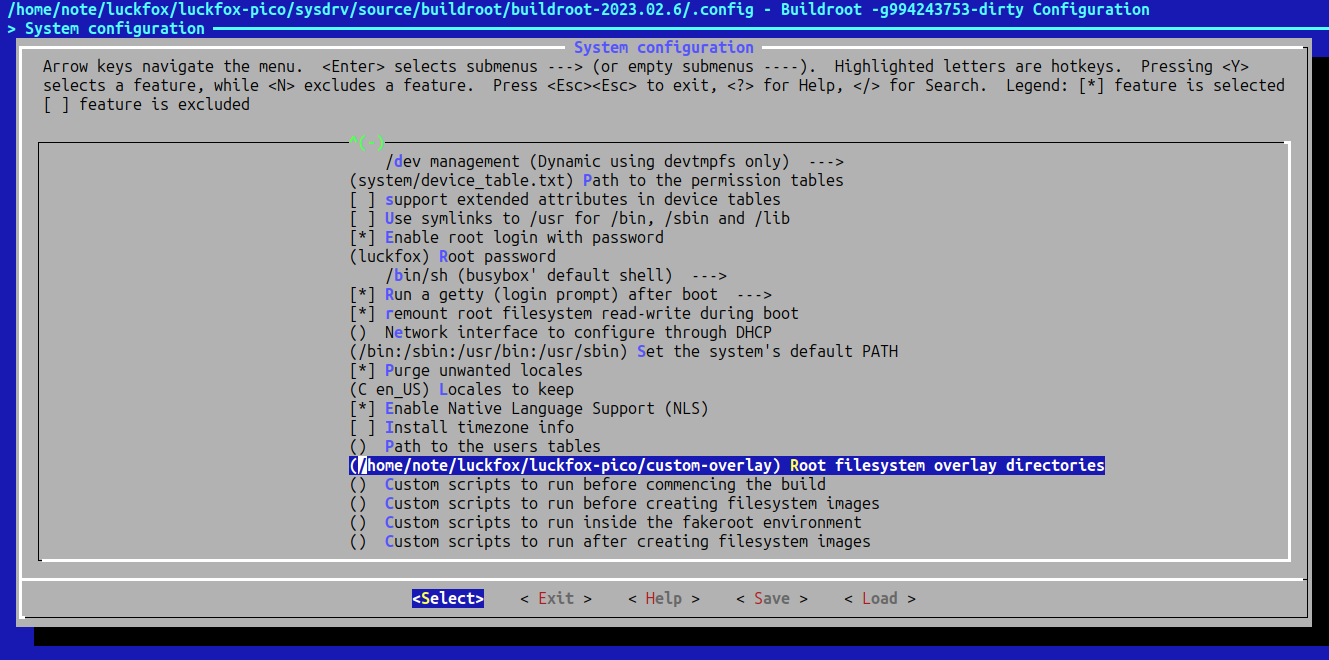 /home/note/luckfox/luckfox-pico/sysdrv/source/buildroot/buildroot-2023.02.6/.config - Buildroot -g994243753-dirty Configuration
> System configuration
System configuration
Arrow keys navigate the menu.  <Enter> selects submenus ---> (or empty submenus ----).  Highlighted letters are hotkeys.  Pressing <Y>
selects a feature, while <N> excludes a feature.  Press <Esc><Esc> to exit, <?> for Help, </> for Search.  Legend: [*] feature is selected
[ ] feature is excluded
^(-)
/dev management (Dynamic using devtmpfs only)  --->
(system/device_table.txt) Path to the permission tables
[ ] support extended attributes in device tables
[ ] Use symlinks to /usr for /bin, /sbin and /lib
[*] Enable root login with password
(luckfox) Root password
/bin/sh (busybox' default shell)  --->
[*] Run a getty (login prompt) after boot  --->
[*] remount root filesystem read-write during boot
()  Network interface to configure through DHCP
(/bin:/sbin:/usr/bin:/usr/sbin) Set the system's default PATH
[*] Purge unwanted locales
(C en_US) Locales to keep
[*] Enable Native Language Support (NLS)
[ ] Install timezone info
()  Path to the users tables
(/home/note/luckfox/luckfox-pico/custom-overlay) Root filesystem overlay directories
()  Custom scripts to run before commencing the build
()  Custom scripts to run before creating filesystem images
()  Custom scripts to run inside the fakeroot environment
()  Custom scripts to run after creating filesystem images
<Select>    < Exit >    < Help >    < Save >    < Load >